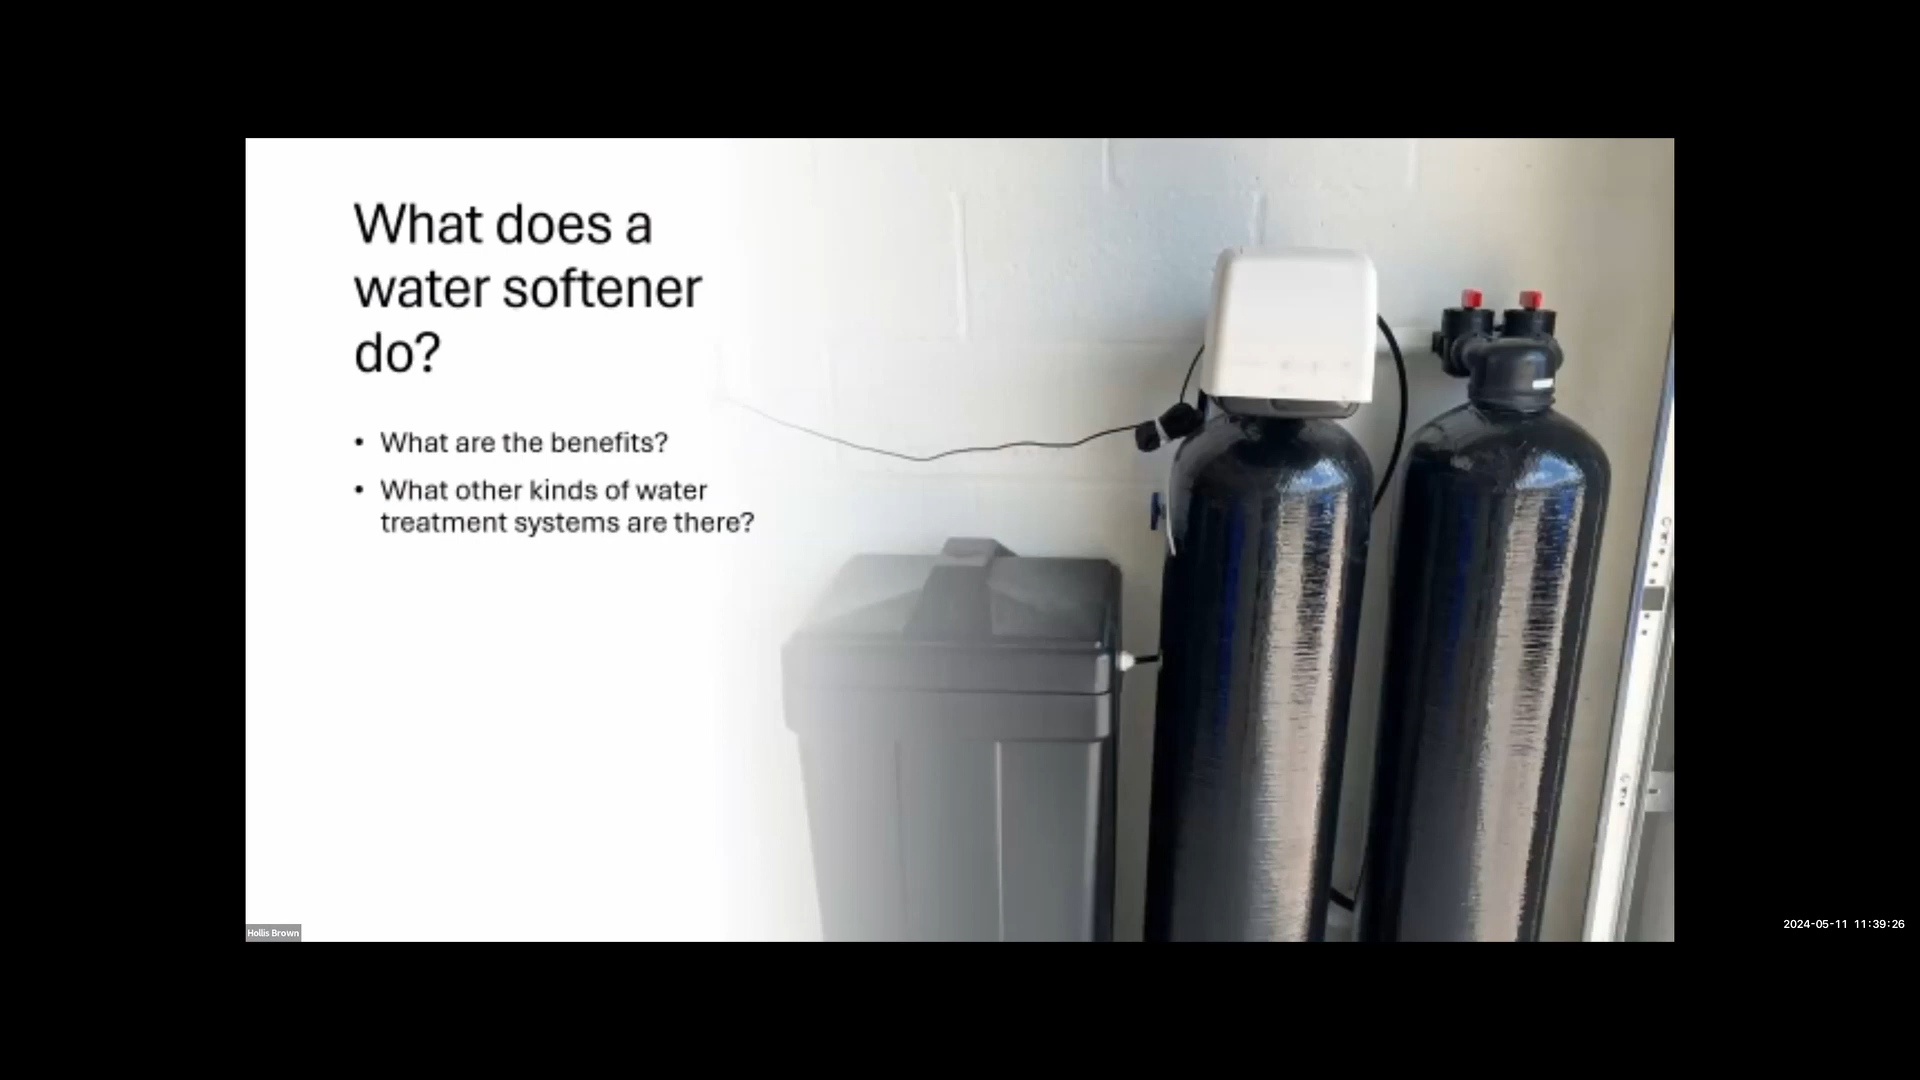 What does a
water softener
do?
• What are the benefits?
• What other kinds of water
treatment systems are there?
Hollis Brown
2024-05-11 11:39:26